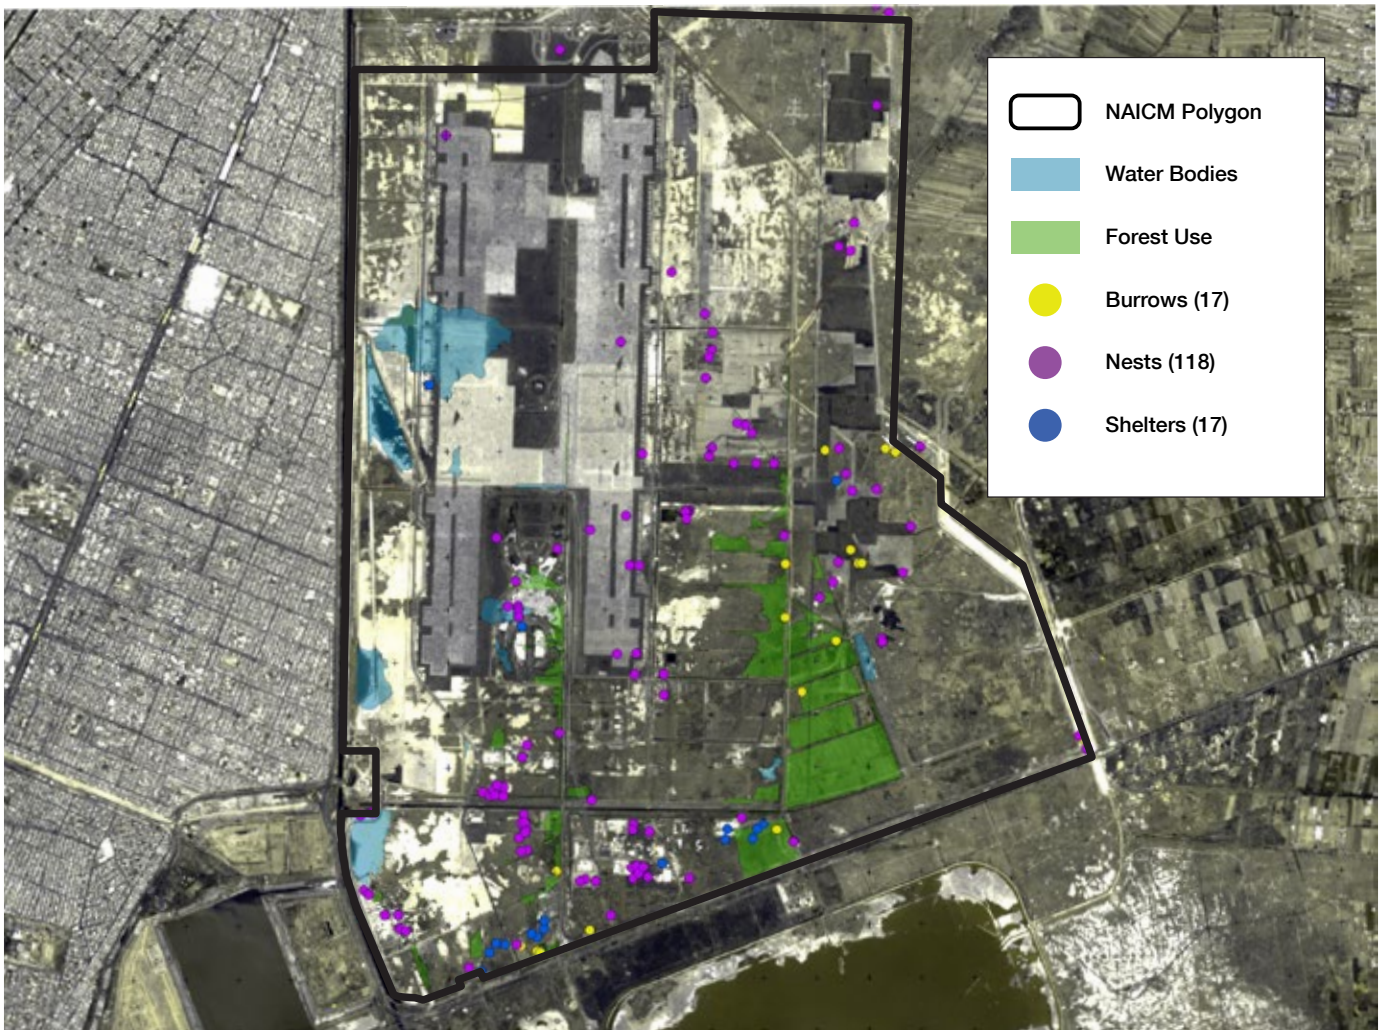 NAICM Polygon
Water Bodies
Forest Use
Burrows (17)
Nests (118)
Shelters (17)